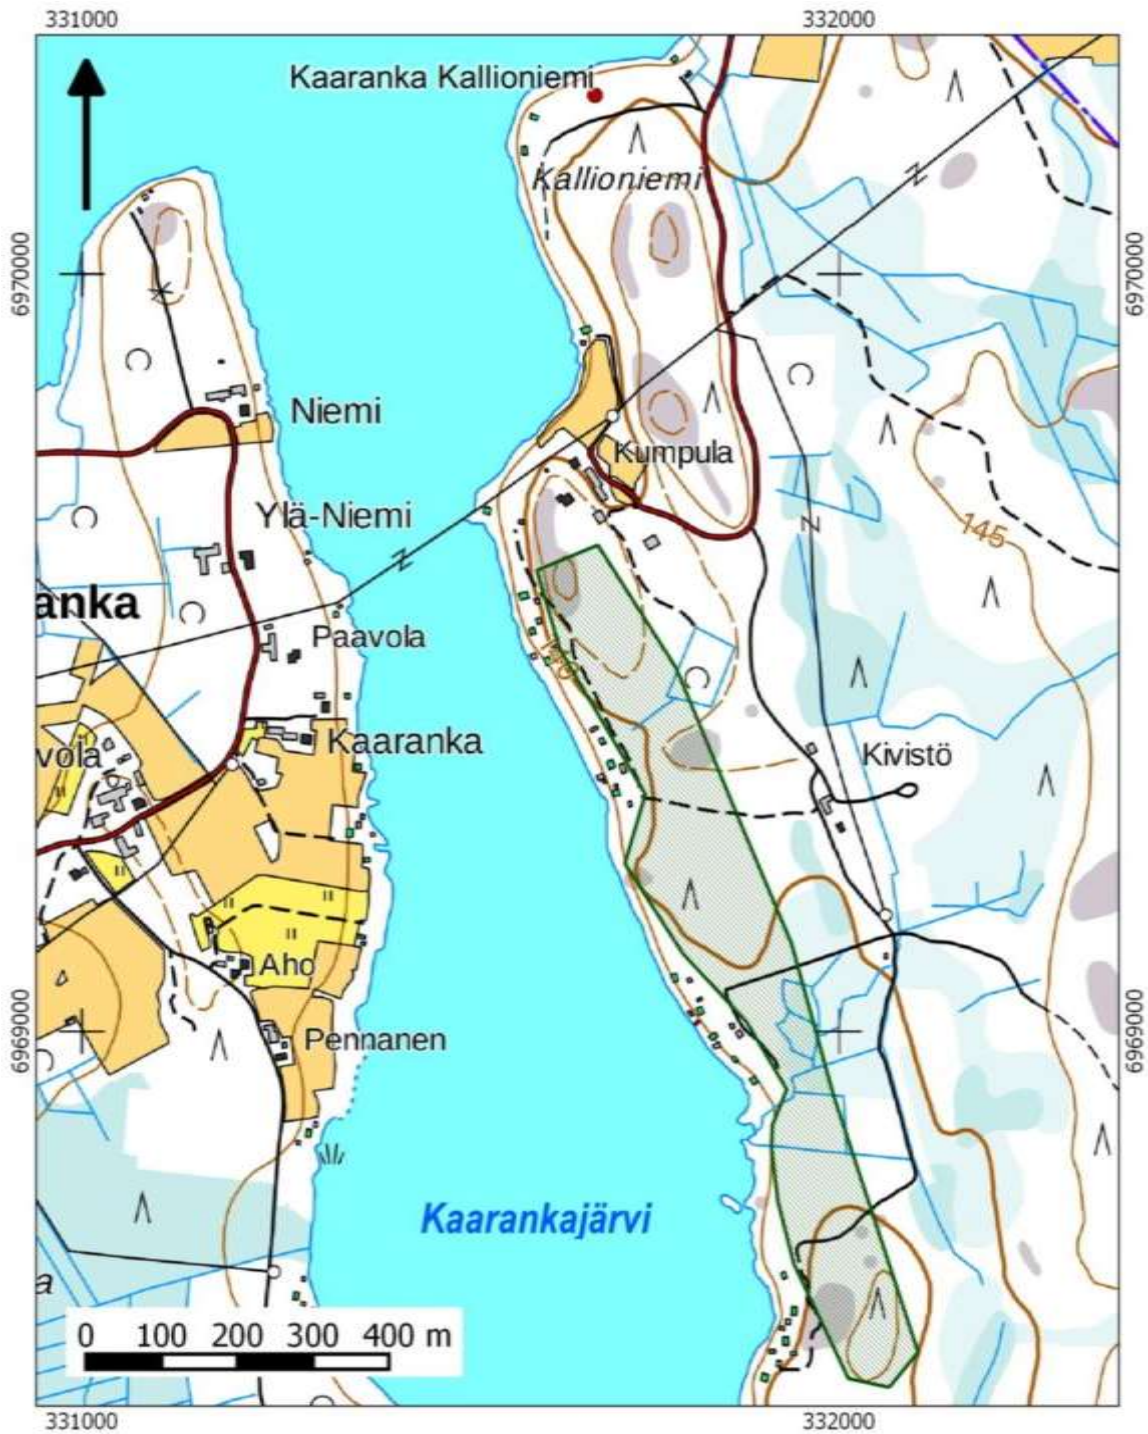 331000 332000
Kaaranka Kallioniemi
Kallioniemi
6970000
6970000
Niemi
Kumpula
Ylä-Niemi
145
anka
Paavola
145
Kaaranka
vola
Kivistö
Aho
Pennanen
6969000
6969000
Kaarankajärvi
a
0 100 200 300 400 m
331000 332000